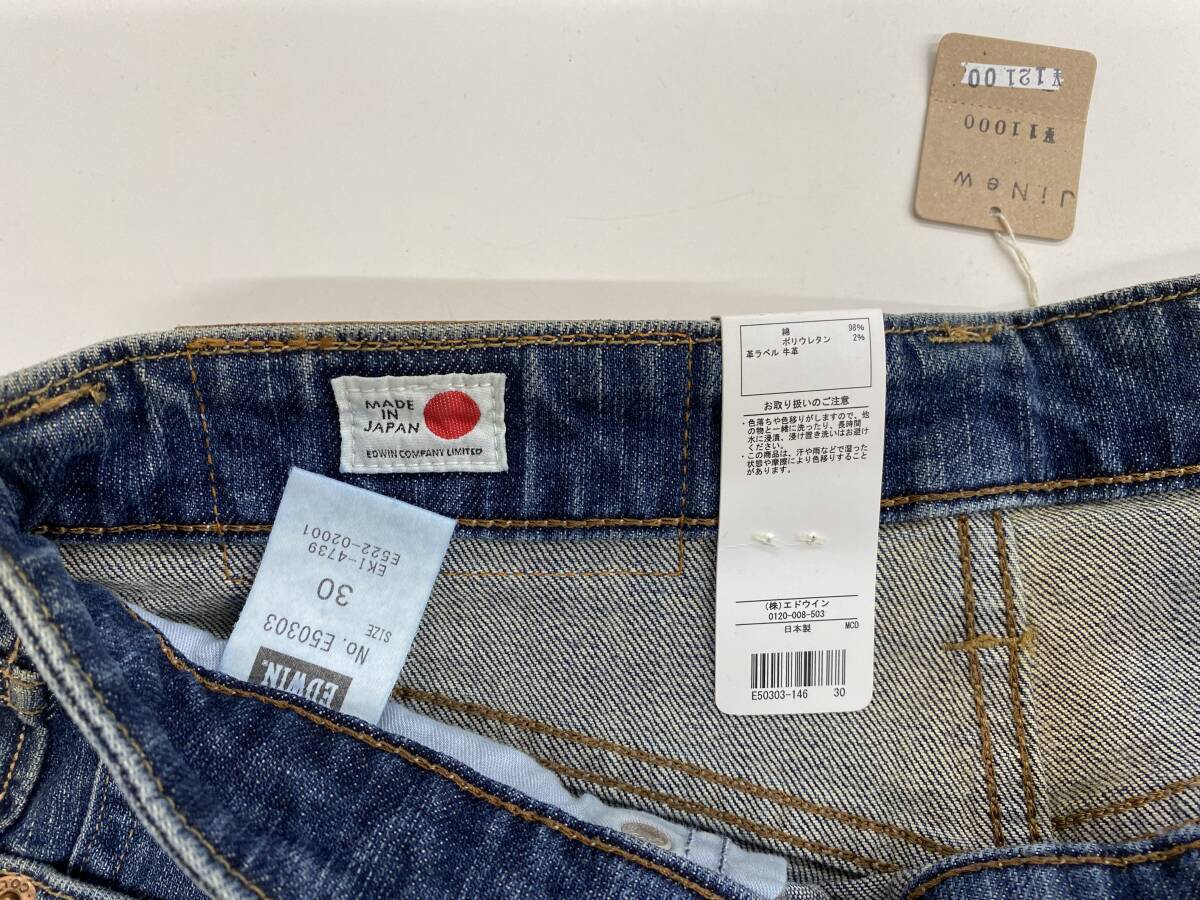 JiNew
¥11000
¥12100
MADE
IN
JAPAN
EDWIN COMPANY LIMITED
EDWIN.
No. E50303
SIZE
30
EK1-4739
E522-02001
綿 98%
ポリウレタン 2%
革ラベル 牛革
お取り扱いのご注意
・色落ちや色移りがしますので、他
の物と一緒に洗ったり、長時間
水に浸漬、浸け置き洗いはお避け
ください。
・この商品は、汗や雨などで湿った
状態や摩擦により色移りすること
があります。
(株)エドウイン
0120-008-503
日本製 MCD
E50303-146 30